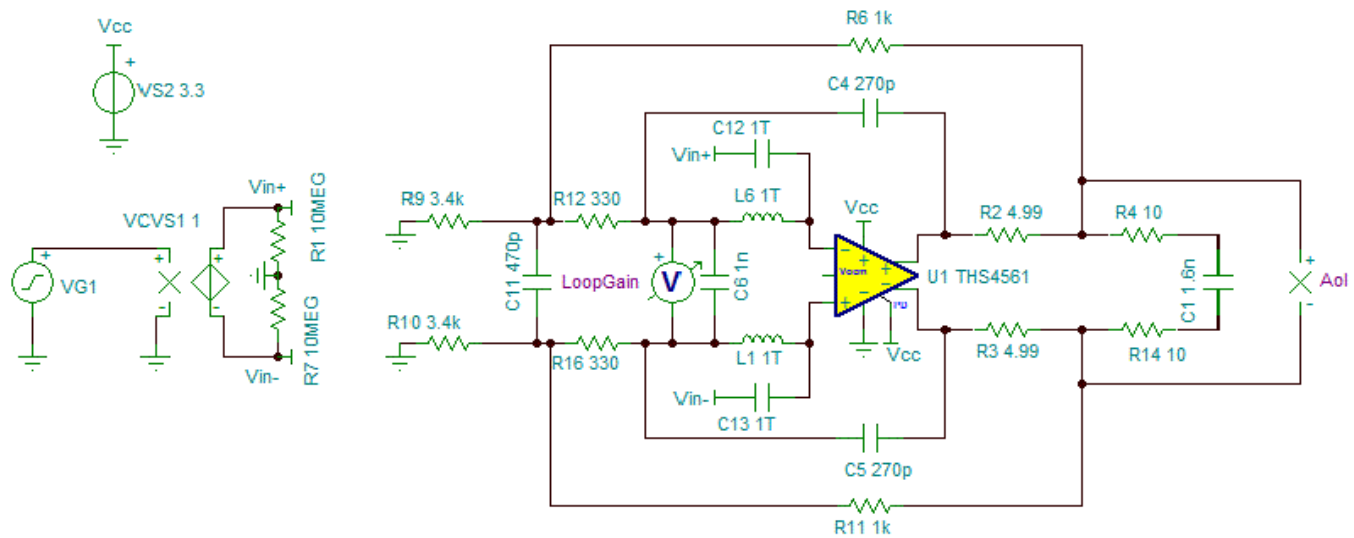 Vcc
VS2 3.3
R6 1k
C4 270p
C12 1T
Vin+
Vin+
R1 10MEG
VCVS1 1
R9 3.4k
R12 330
L6 1T
Vcc
R2 4.99
R4 10
VG1
C11 470p
LoopGain
V
C6 1n
Vocm
U1 THS4561
PD
C1 1.6n
Aol
R7 10MEG
R10 3.4k
R16 330
L1 1T
Vcc
R3 4.99
R14 10
Vin-
Vin-
C13 1T
C5 270p
R11 1k